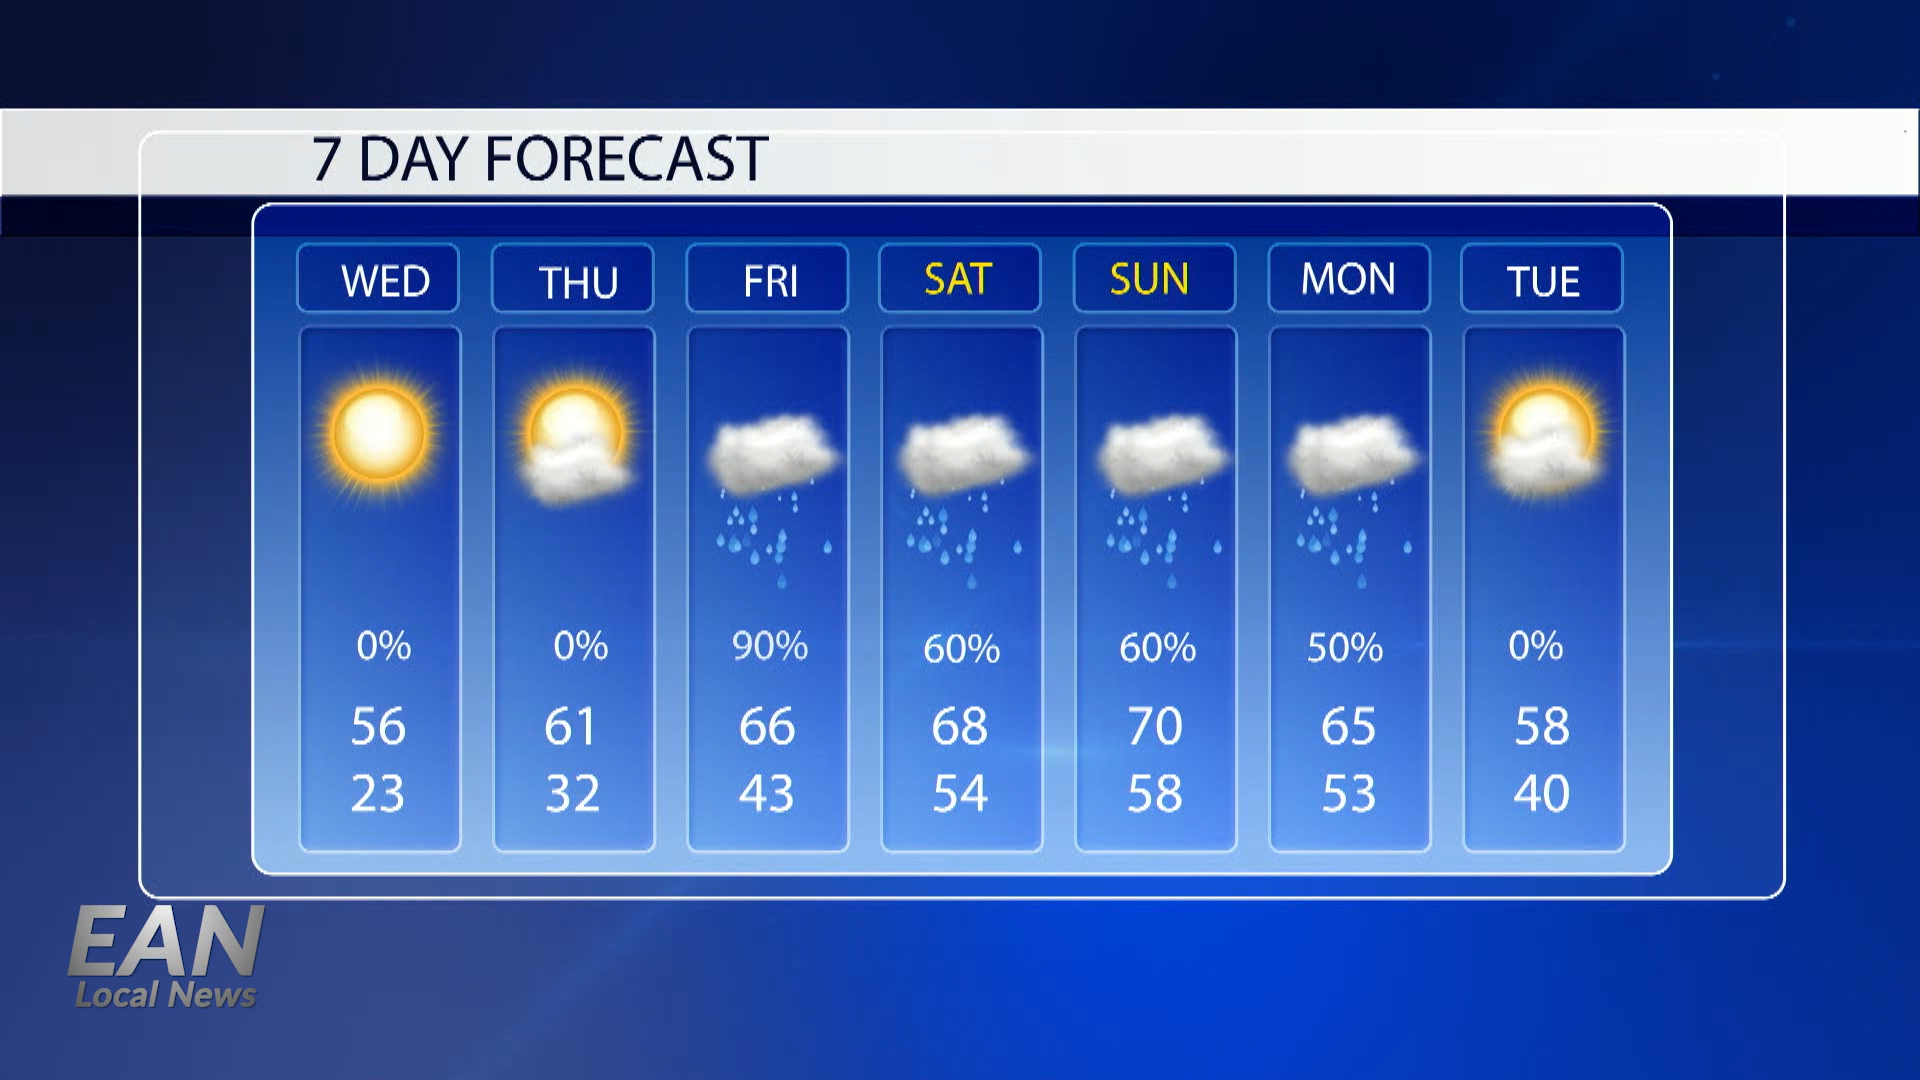 7 DAY FORECAST
WED THU FRI SAT SUN MON TUE
0% 0% 90% 60% 60% 50% 0%
56 61 66 68 70 65 58
23 32 43 54 58 53 40
EAN
Local News